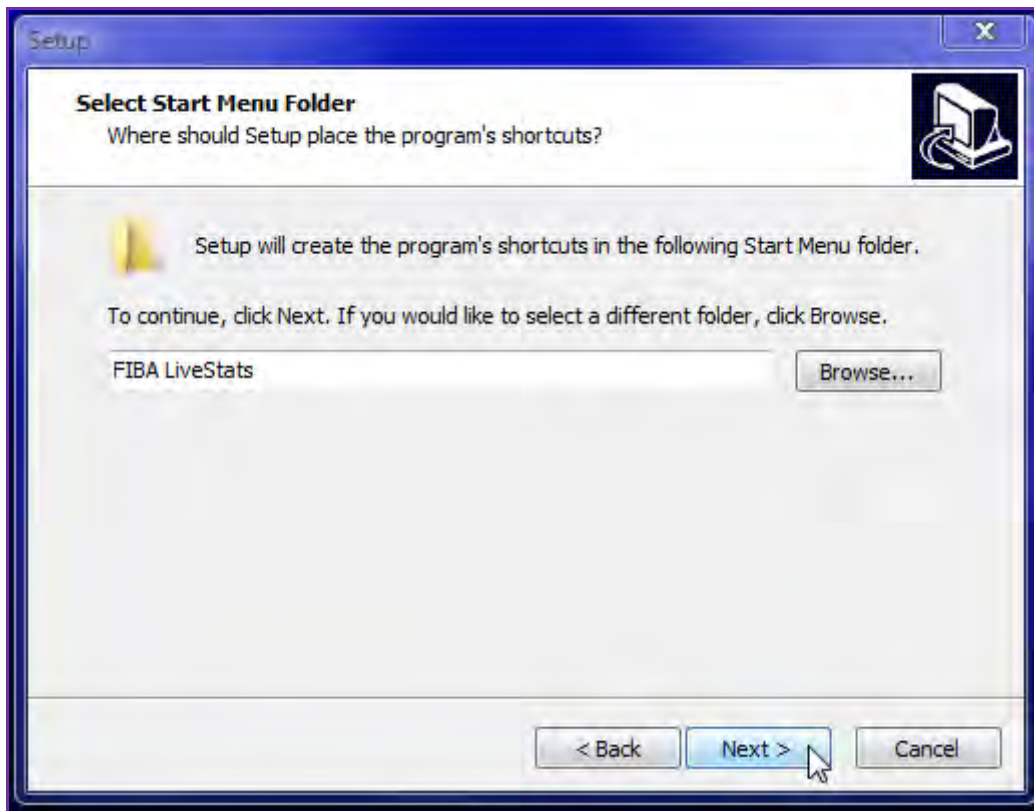 Setup
X
Select Start Menu Folder
Where should Setup place the program's shortcuts?
Setup will create the program's shortcuts in the following Start Menu folder.
To continue, click Next. If you would like to select a different folder, click Browse.
FIBA LiveStats
Browse...
< Back
Next >
Cancel